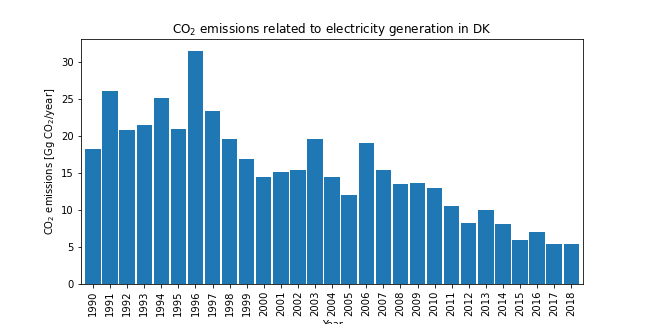 CO₂ emissions related to electricity generation in DK
CO₂ emissions [Gg CO₂/year]
30
25
20
15
10
5
0
1990 1991 1992 1993 1994 1995 1996 1997 1998 1999 2000 2001 2002 2003 2004 2005 2006 2007 2008 2009 2010 2011 2012 2013 2014 2015 2016 2017 2018
Year